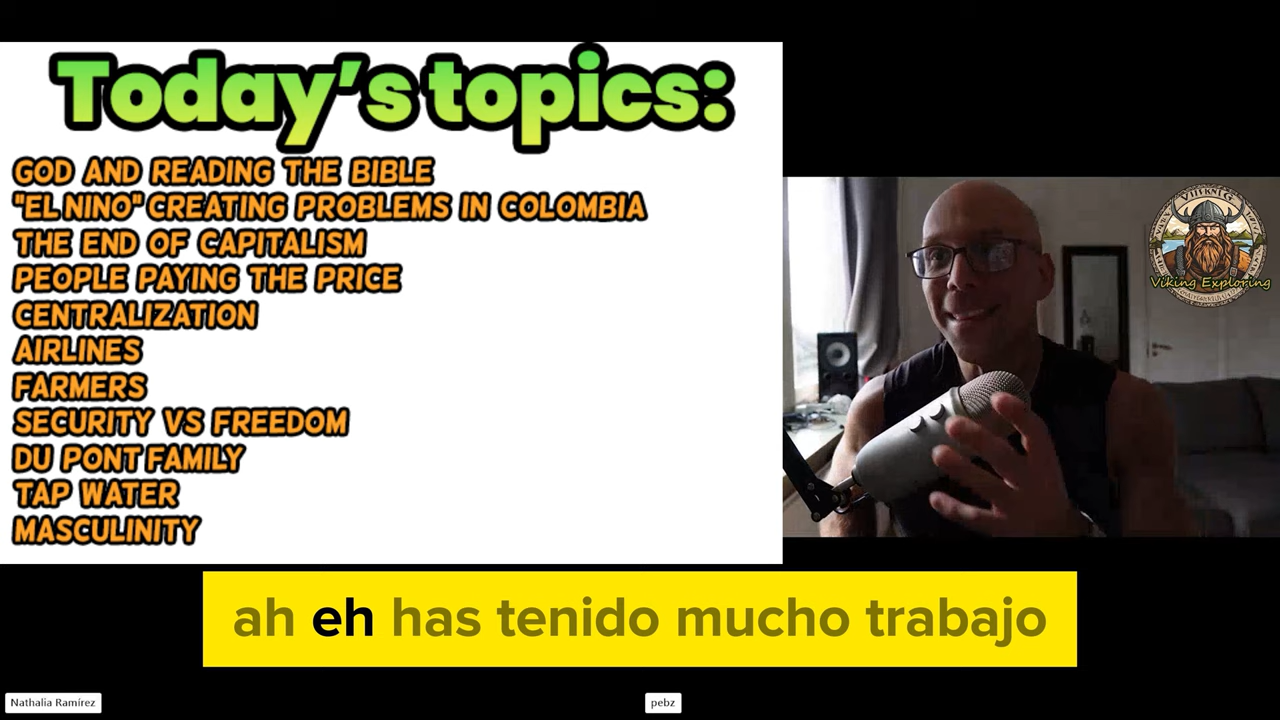 Today's topics:
GOD AND READING THE BIBLE
"EL NINO" CREATING PROBLEMS IN COLOMBIA
THE END OF CAPITALISM
PEOPLE PAYING THE PRICE
CENTRALIZATION
AIRLINES
FARMERS
SECURITY VS FREEDOM
DU PONT FAMILY
TAP WATER
MASCULINITY
Viking Exploring
ah eh has tenido mucho trabajo
Nathalia Ramírez
pebz